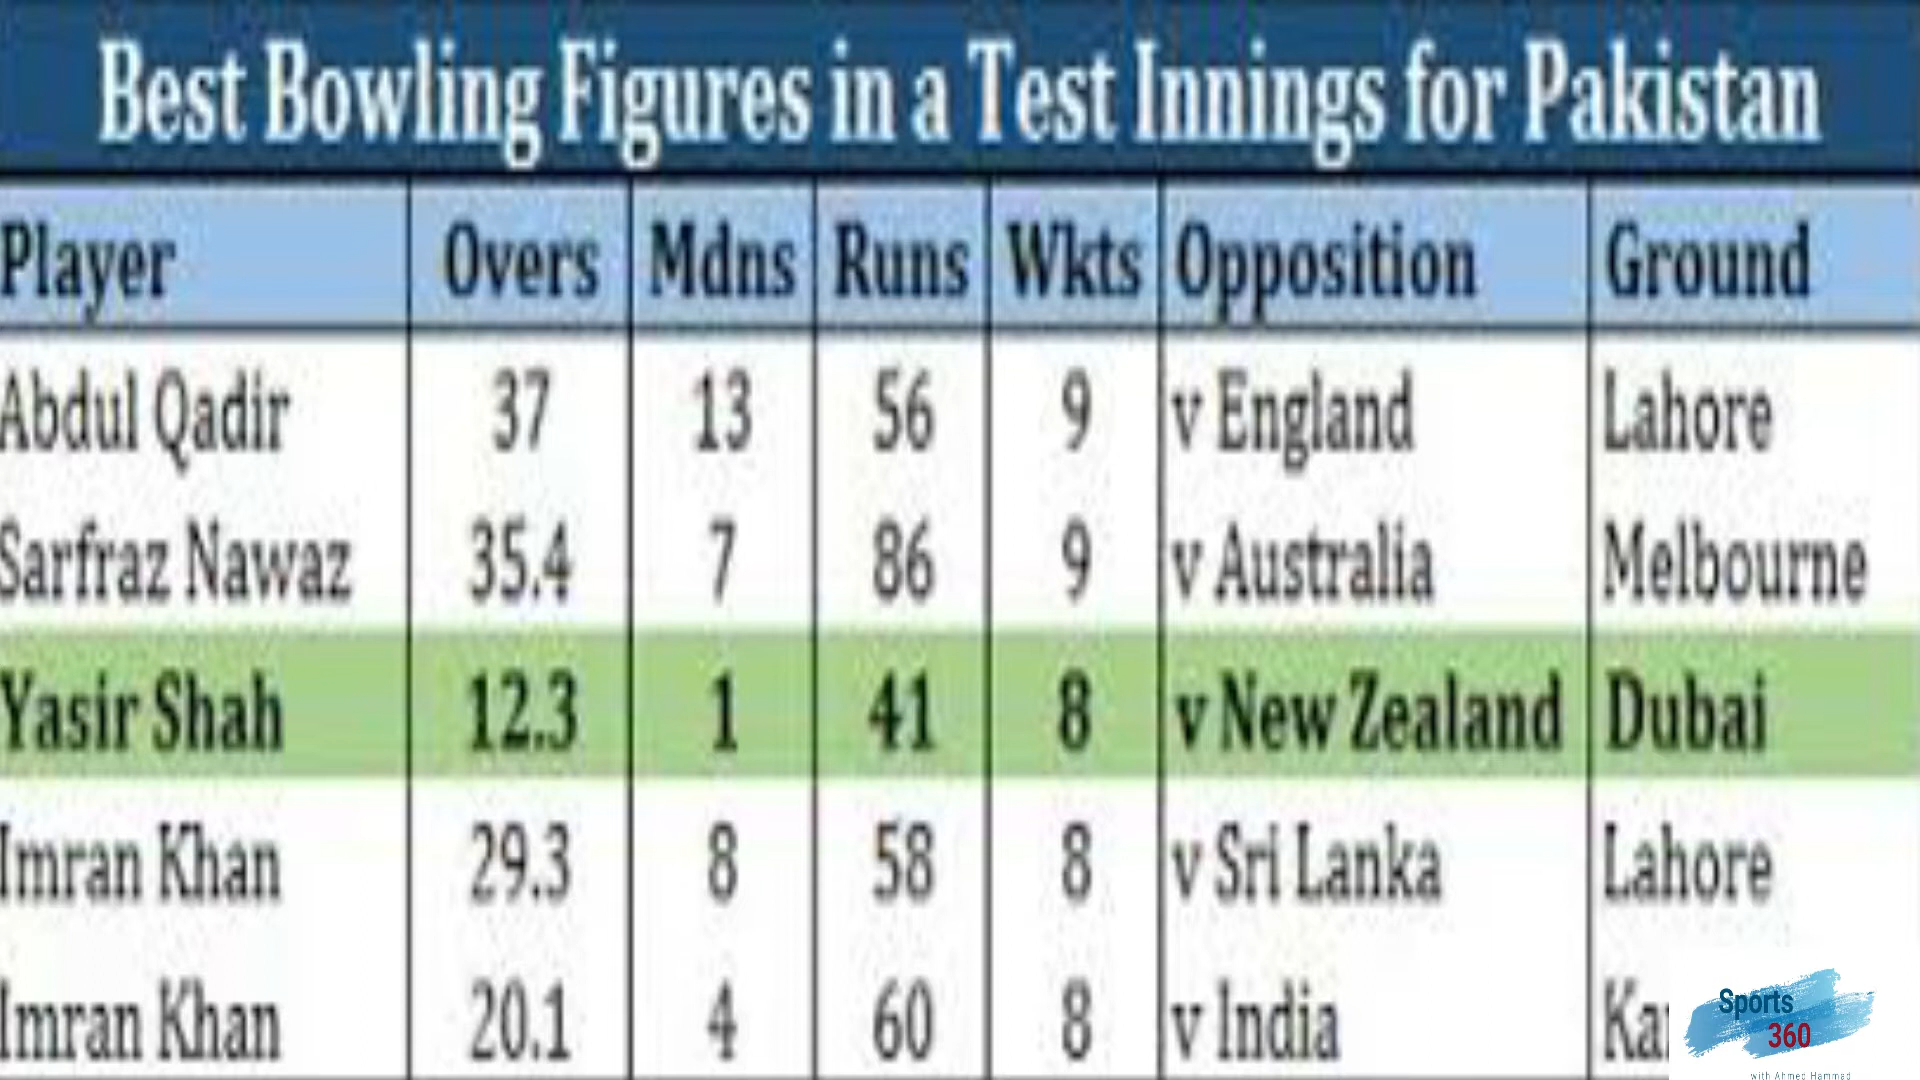 Best Bowling Figures in a Test Innings for Pakistan
Player Overs Mdns Runs Wkts Opposition Ground
Abdul Qadir 37 13 56 9 v England Lahore
Sarfraz Nawaz 35.4 7 86 9 v Australia Melbourne
Yasir Shah 12.3 1 41 8 v New Zealand Dubai
Imran Khan 29.3 8 58 8 v Sri Lanka Lahore
Imran Khan 20.1 4 60 8 v India
Sports
360
with Ahmed Hammad